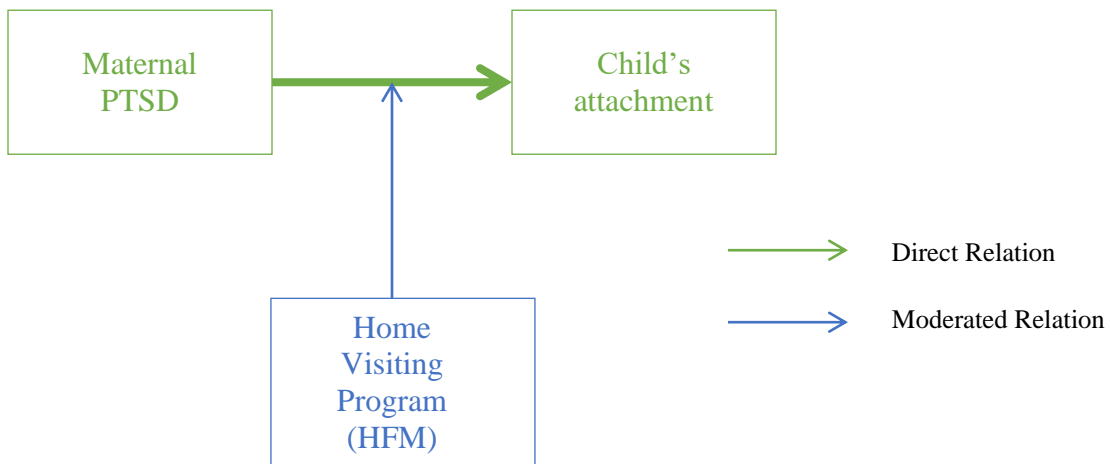 Maternal
PTSD
Child’s
attachment
Direct Relation
Moderated Relation
Home
Visiting
Program
(HFM)